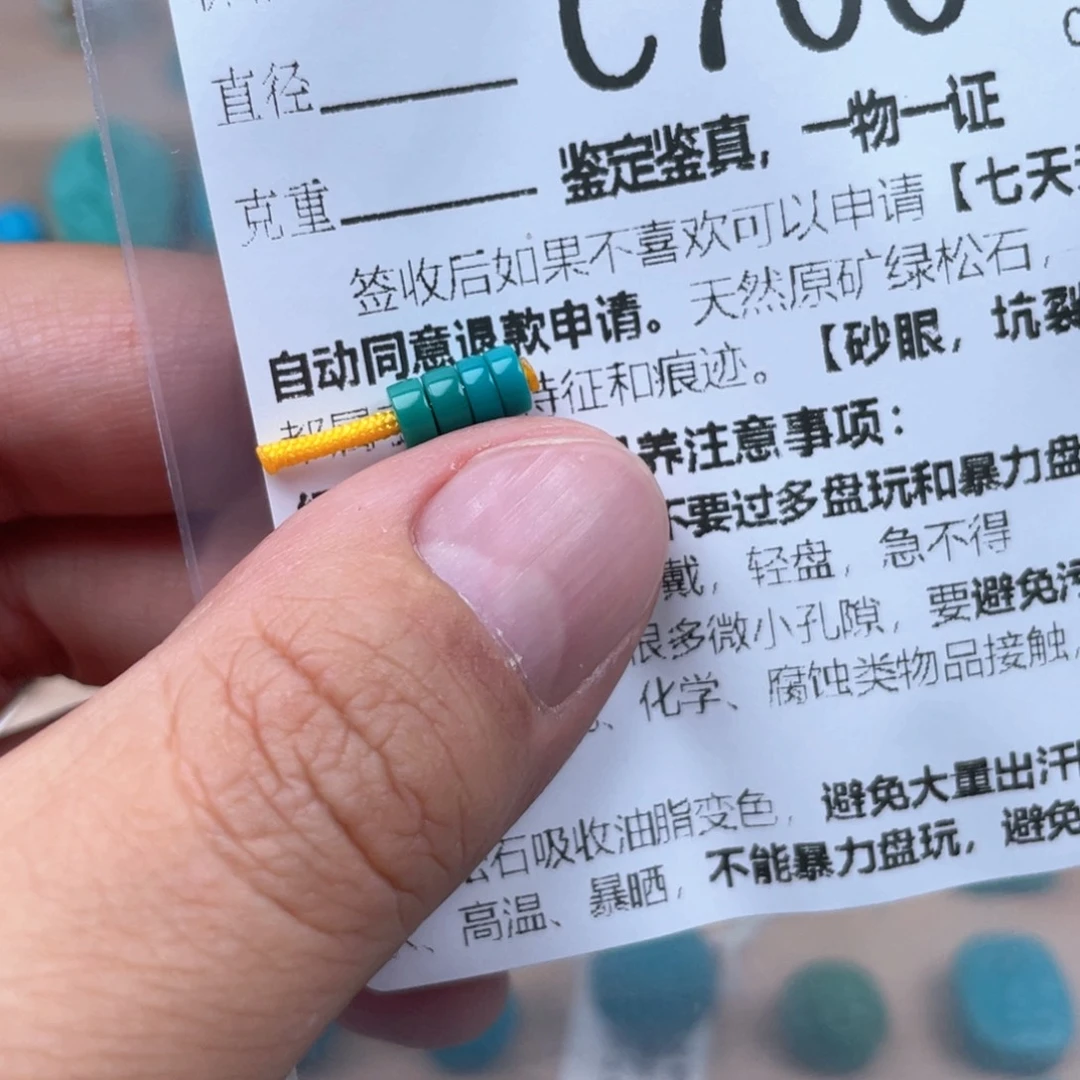 C700
直径
鉴定鉴真，一物一证
克重
签收后如果不喜欢可以申请【七天
自动同意退款申请。天然原矿绿松石，
特征和痕迹。【砂眼，坑裂
养注意事项：
不要过多盘玩和暴力盘
戴，轻盘，急不得
很多微小孔隙，要避免污
、化学、腐蚀类物品接触，
石吸收油脂变色，避免大量出汗
、高温、暴晒，不能暴力盘玩，避免